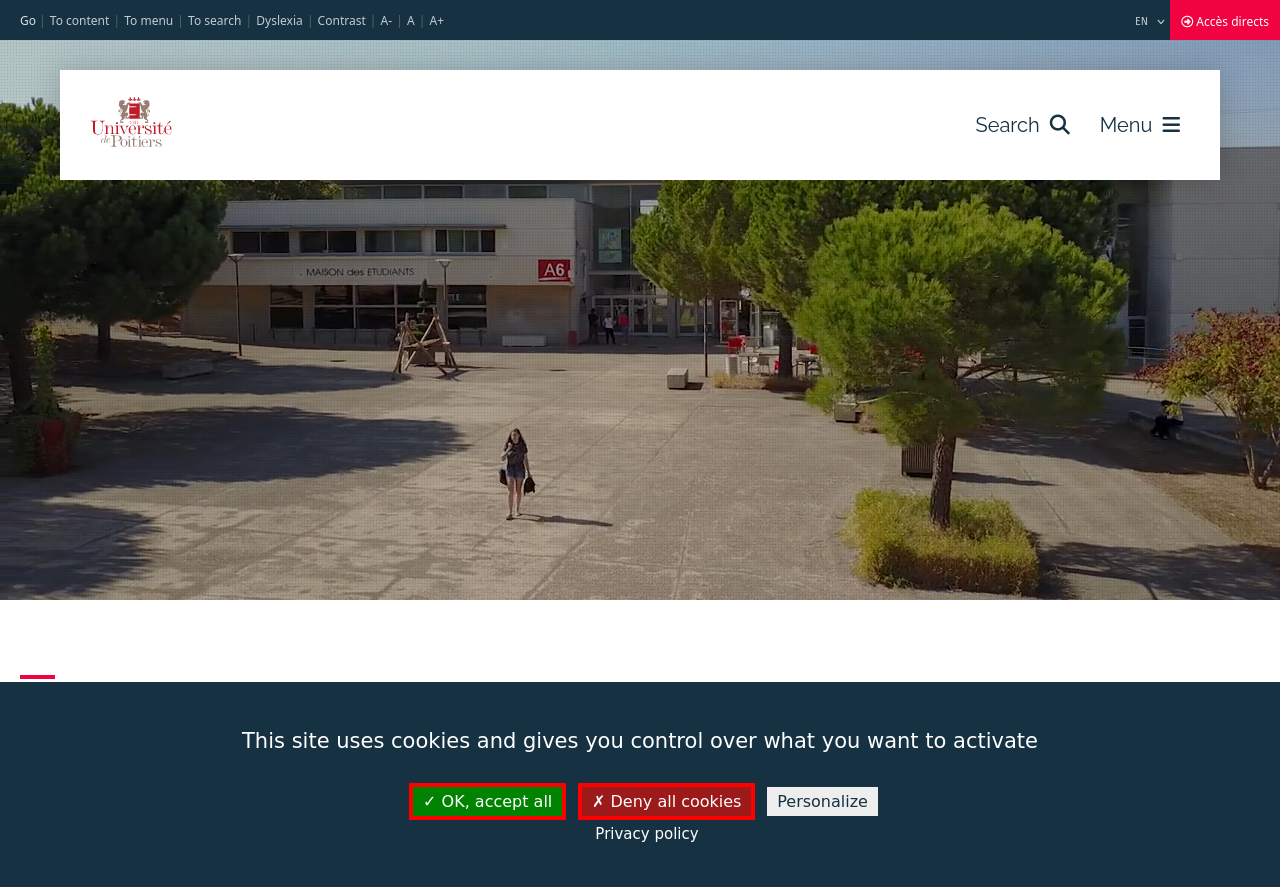 Go | To content | To menu | To search | Dyslexia | Contrast | A- | A | A+
EN
Accès directs
Université
de Poitiers
Search
Menu
MAISON des ETUDIANTS
A6
This site uses cookies and gives you control over what you want to activate
✓ OK, accept all
✗ Deny all cookies
Personalize
Privacy policy